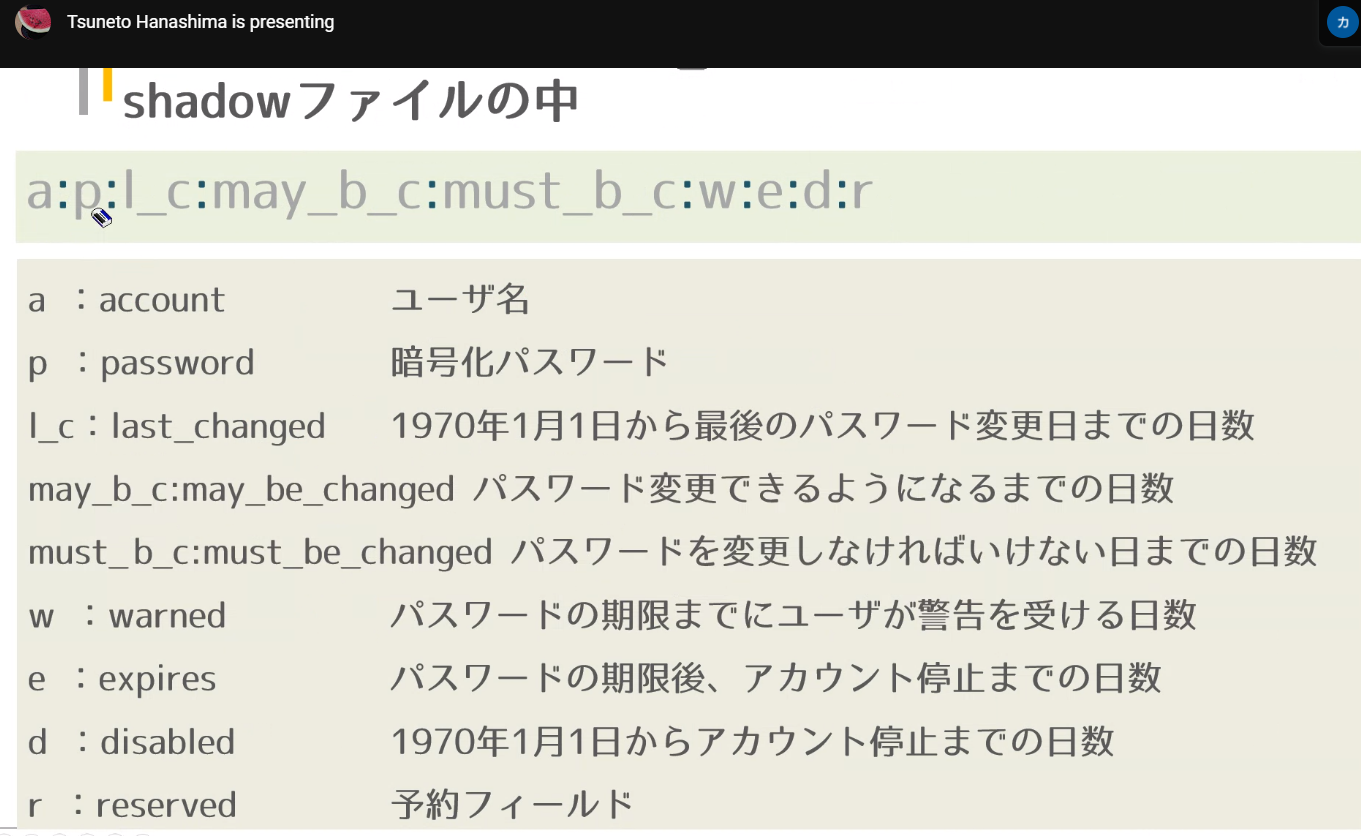 Tsuneto Hanashima is presenting
カ
shadowファイルの中
a:p:l_c:may_b_c:must_b_c:w:e:d:r
a ：account ユーザ名
p ：password 暗号化パスワード
l_c：last_changed 1970年1月1日から最後のパスワード変更日までの日数
may_b_c:may_be_changed パスワード変更できるようになるまでの日数
must_b_c:must_be_changed パスワードを変更しなければいけない日までの日数
w ：warned パスワードの期限までにユーザが警告を受ける日数
e ：expires パスワードの期限後、アカウント停止までの日数
d ：disabled 1970年1月1日からアカウント停止までの日数
r ：reserved 予約フィールド